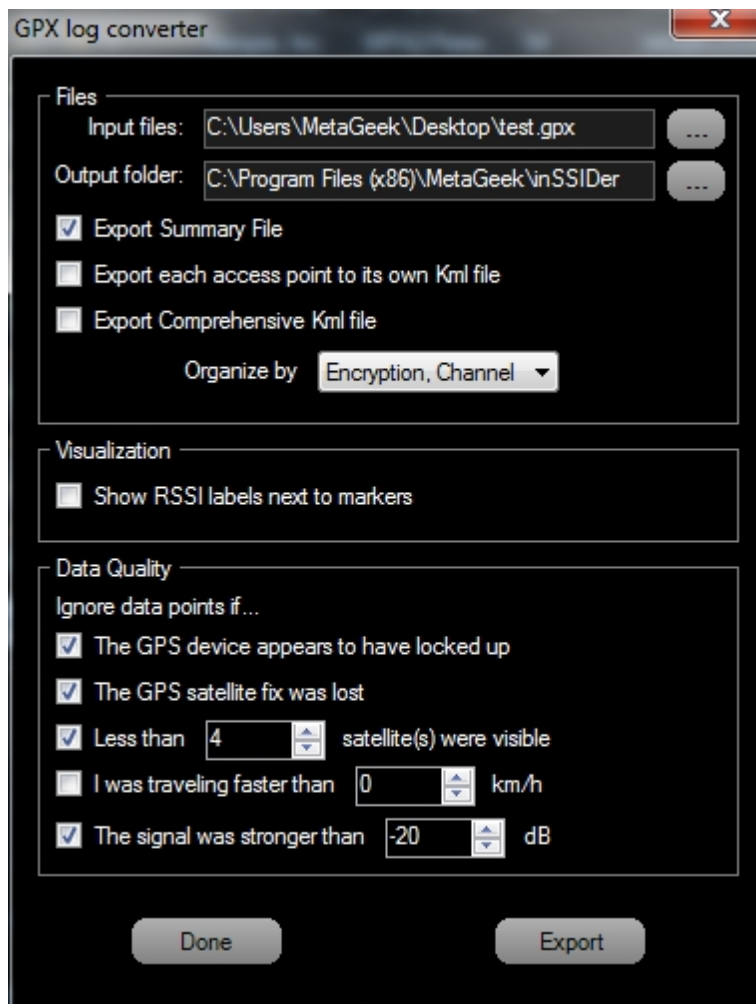 GPX log converter
Files
Input files: C:\Users\MetaGeek\Desktop\test.gpx ...
Output folder: C:\Program Files (x86)\MetaGeek\inSSIDer ...
Export Summary File
Export each access point to its own Kml file
Export Comprehensive Kml file
Organize by Encryption, Channel
Visualization
Show RSSI labels next to markers
Data Quality
Ignore data points if...
The GPS device appears to have locked up
The GPS satellite fix was lost
Less than 4 satellite(s) were visible
I was traveling faster than 0 km/h
The signal was stronger than -20 dB
Done Export